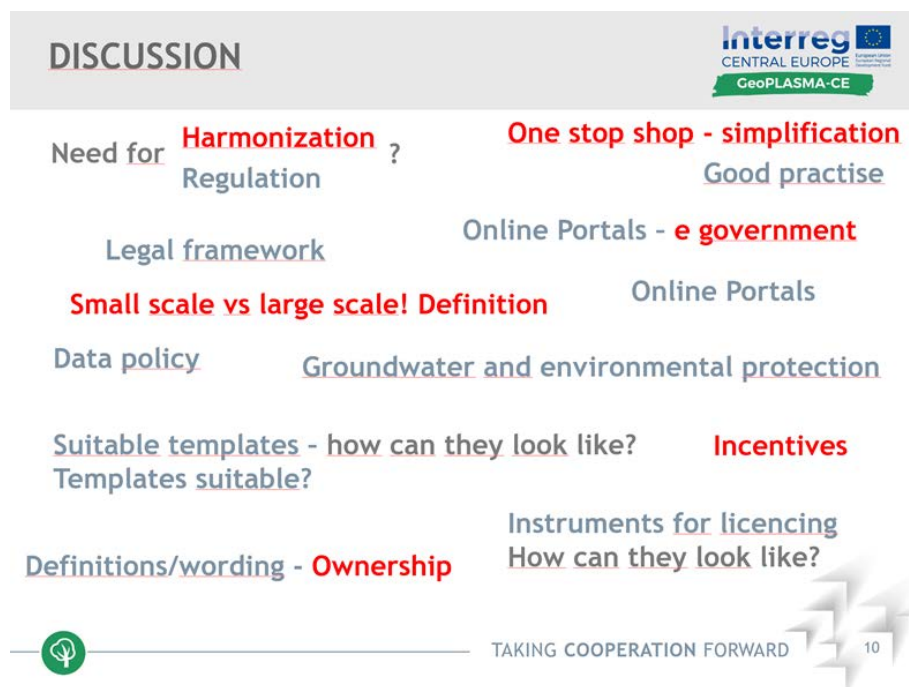 DISCUSSION
Interreg
CENTRAL EUROPE
European Union
European Regional
Development Fund
GeoPLASMA-CE
Need for Harmonization ?
Regulation
One stop shop - simplification
Good practise
Online Portals - e government
Legal framework
Online Portals
Small scale vs large scale! Definition
Data policy
Groundwater and environmental protection
Suitable templates – how can they look like?
Templates suitable?
Incentives
Instruments for licencing
How can they look like?
Definitions/wording - Ownership
TAKING COOPERATION FORWARD
10